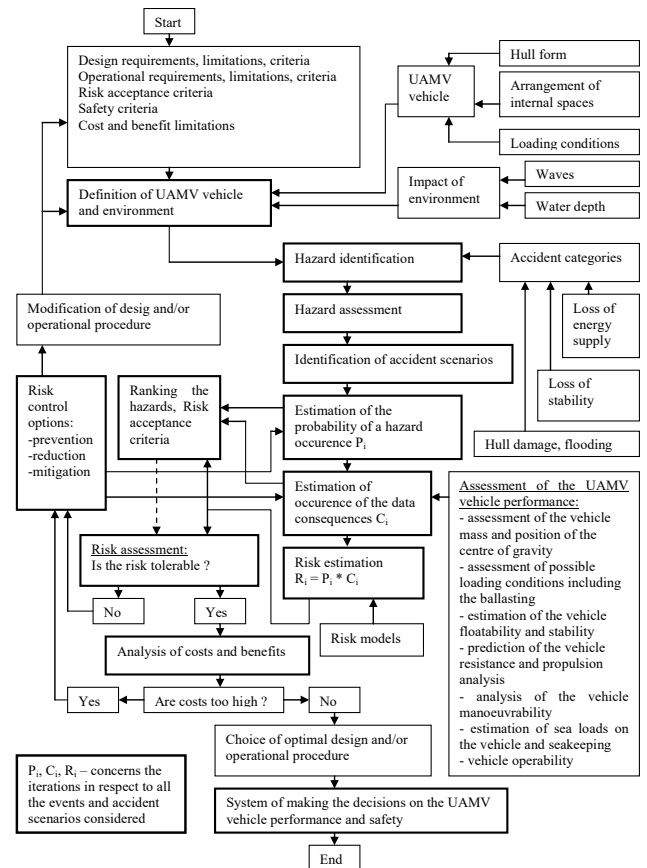 Start
Design requirements, limitations, criteria
Operational requirements, limitations, criteria
Risk acceptance criteria
Safety criteria
Cost and benefit limitations
UAMV
vehicle
Hull form
Arrangement of
internal spaces
Loading conditions
Definition of UAMV vehicle
and environment
Impact of
environment
Waves
Water depth
Hazard identification
Accident categories
Modification of desig and/or
operational procedure
Hazard assessment
Loss of
energy
supply
Identification of accident scenarios
Loss of
stability
Risk
control
options:
-prevention
-reduction
-mitigation
Ranking the
hazards, Risk
acceptance
criteria
Estimation of the
probability of a hazard
occurence Pi
Hull damage, flooding
Estimation of
occurence of the data
consequences Ci
Assessment of the UAMV
vehicle performance:
- assessment of the vehicle
mass and position of the
centre of gravity
- assessment of possible
loading conditions including
the ballasting
- estimation of the vehicle
floatability and stability
- prediction of the vehicle
resistance and propulsion
analysis
- analysis of the vehicle
manoeuvrability
- estimation of sea loads on
the vehicle and seakeeping
- vehicle operability
Risk assessment:
Is the risk tolerable ?
Risk estimation
Ri = Pi * Ci
No
Yes
Risk models
Analysis of costs and benefits
Yes
Are costs too high ?
No
Choice of optimal design and/or
operational procedure
Pi, Ci, Ri – concerns the
iterations in respect to all
the events and accident
scenarios considered
System of making the decisions on the UAMV
vehicle performance and safety
End